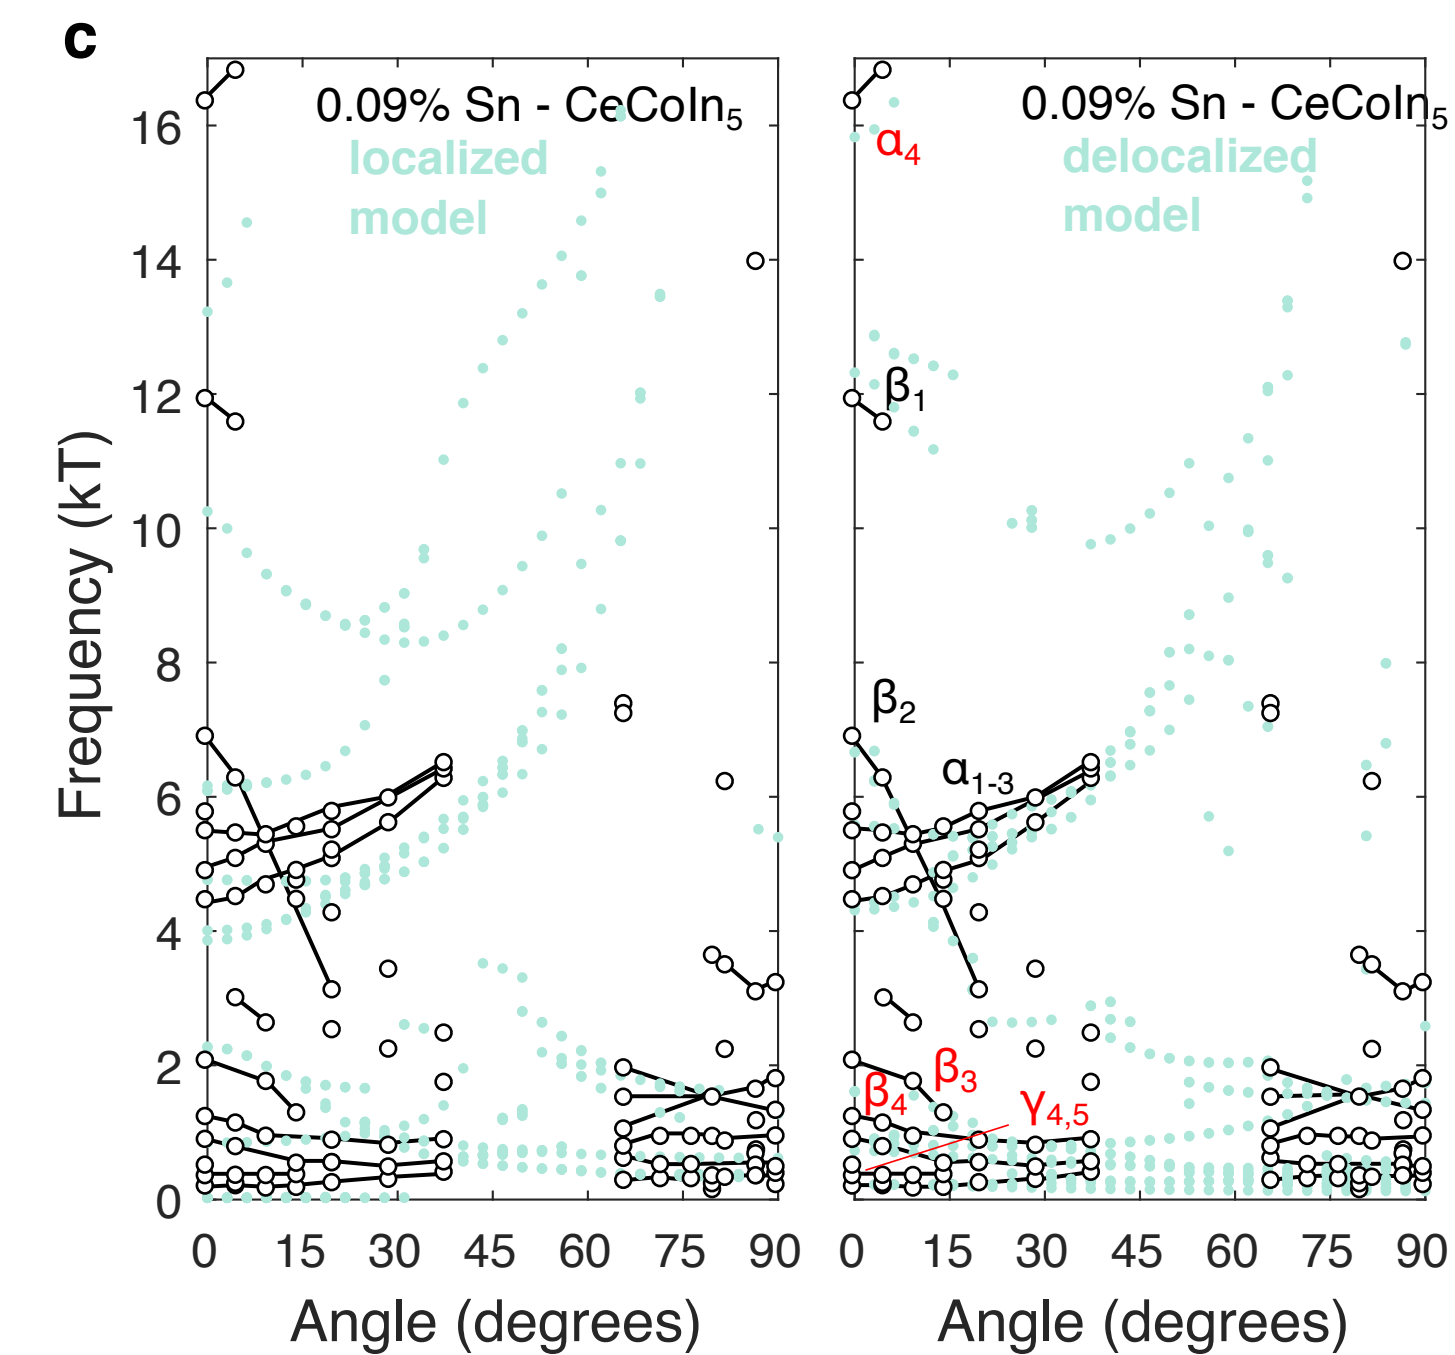 c
0.09% Sn - CeCoIn5
localized
model
0.09% Sn - CeCoIn5
delocalized
model
α4
β1
β2
α1-3
β3
β4
γ4,5
Frequency (kT)
16
14
12
10
8
6
4
2
0
0 15 30 45 60 75 90
0 15 30 45 60 75 90
Angle (degrees)
Angle (degrees)